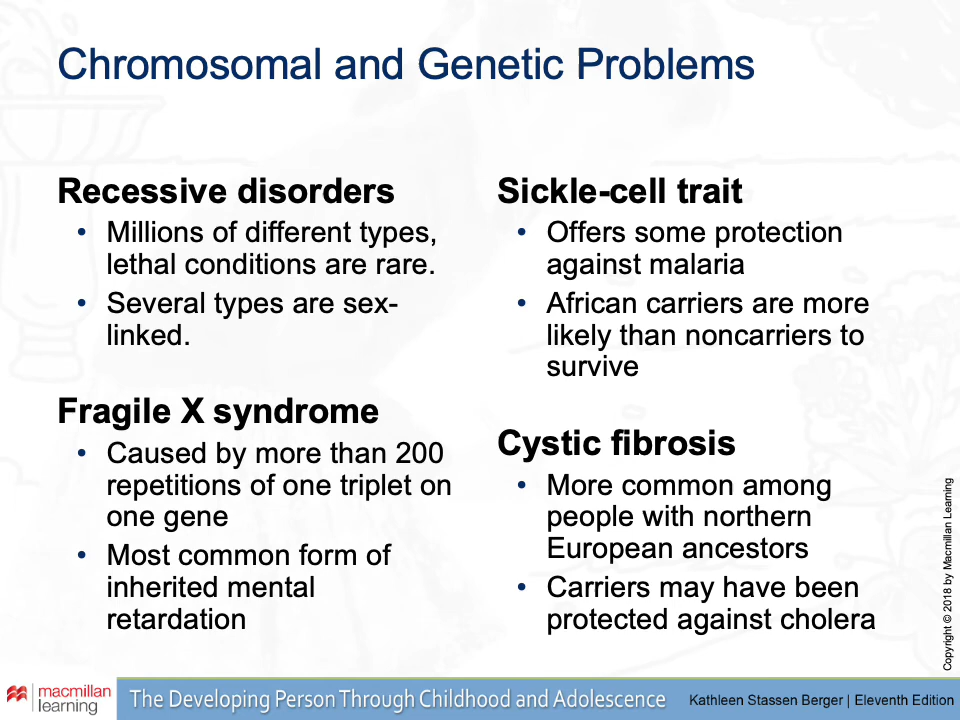 Chromosomal and Genetic Problems
Recessive disorders
• Millions of different types,
lethal conditions are rare.
• Several types are sex-
linked.
Fragile X syndrome
• Caused by more than 200
repetitions of one triplet on
one gene
• Most common form of
inherited mental
retardation
Sickle-cell trait
• Offers some protection
against malaria
• African carriers are more
likely than noncarriers to
survive
Cystic fibrosis
• More common among
people with northern
European ancestors
• Carriers may have been
protected against cholera
Copyright © 2018 by Macmillan Learning
macmillan
learning
The Developing Person Through Childhood and Adolescence
Kathleen Stassen Berger | Eleventh Edition